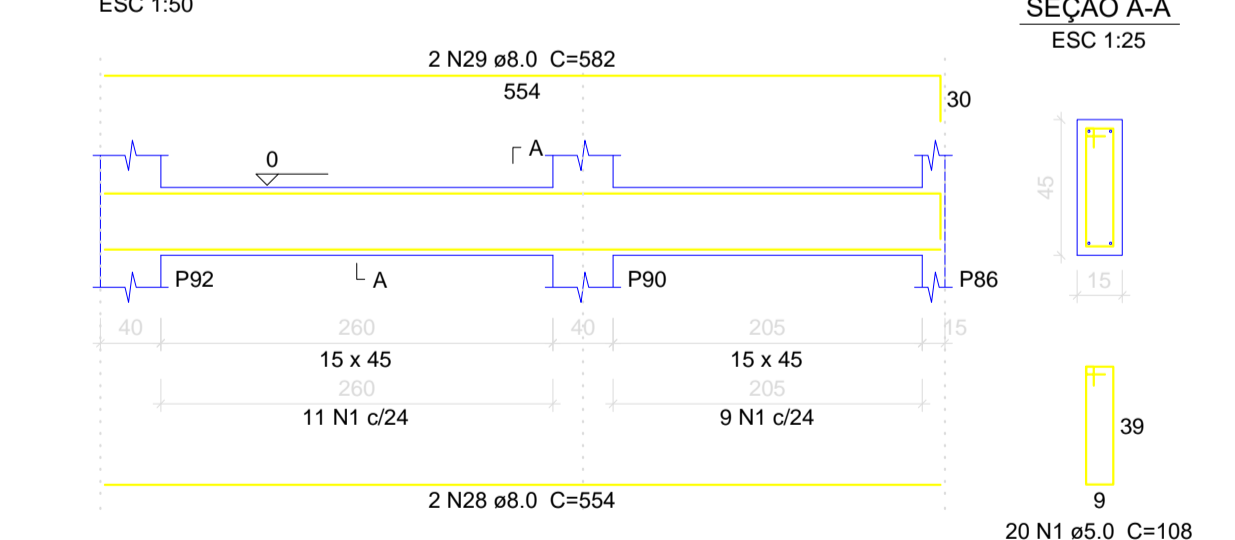 ESC 1:50
SEÇÃO A-A
ESC 1:25
2 N29 ø8.0 C=582
554
30
A
0
45
P92
A
P90
P86
15
40
260
40
205
15
15 x 45
15 x 45
260
205
11 N1 c/24
9 N1 c/24
39
2 N28 ø8.0 C=554
9
20 N1 ø5.0 C=108